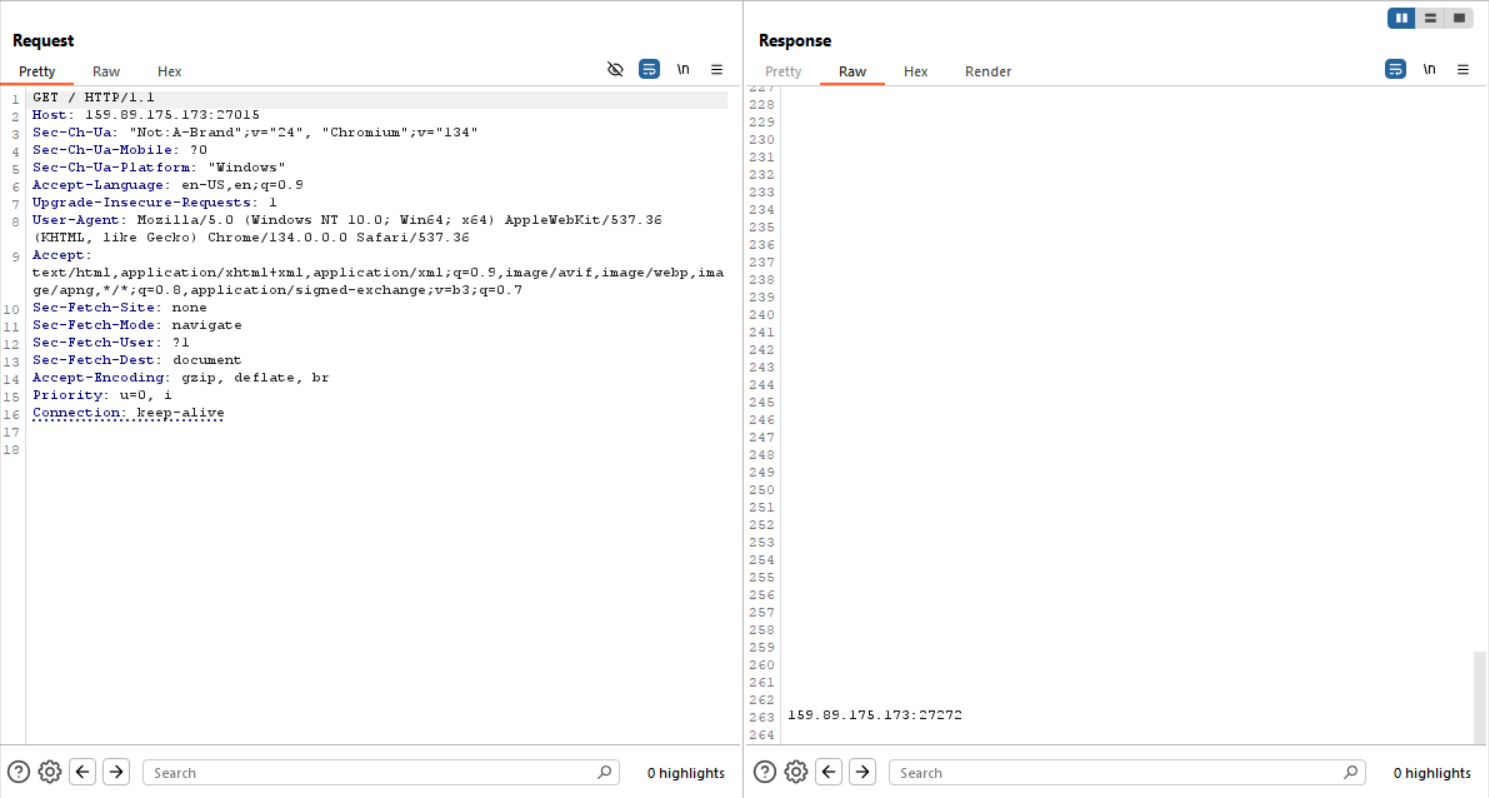 Request
Pretty Raw Hex \n
1 GET / HTTP/1.1
2 Host: 159.89.175.173:27015
3 Sec-Ch-Ua: "Not:A-Brand";v="24", "Chromium";v="134"
4 Sec-Ch-Ua-Mobile: ?0
5 Sec-Ch-Ua-Platform: "Windows"
6 Accept-Language: en-US,en;q=0.9
7 Upgrade-Insecure-Requests: 1
8 User-Agent: Mozilla/5.0 (Windows NT 10.0; Win64; x64) AppleWebKit/537.36
(KHTML, like Gecko) Chrome/134.0.0.0 Safari/537.36
9 Accept:
text/html,application/xhtml+xml,application/xml;q=0.9,image/avif,image/webp,ima
ge/apng,*/*;q=0.8,application/signed-exchange;v=b3;q=0.7
10 Sec-Fetch-Site: none
11 Sec-Fetch-Mode: navigate
12 Sec-Fetch-User: ?1
13 Sec-Fetch-Dest: document
14 Accept-Encoding: gzip, deflate, br
15 Priority: u=0, i
16 Connection: keep-alive
17
18
Search 0 highlights
Response
Pretty Raw Hex Render \n
227
228
229
230
231
232
233
234
235
236
237
238
239
240
241
242
243
244
245
246
247
248
249
250
251
252
253
254
255
256
257
258
259
260
261
262
263 159.89.175.173:27272
264
Search 0 highlights